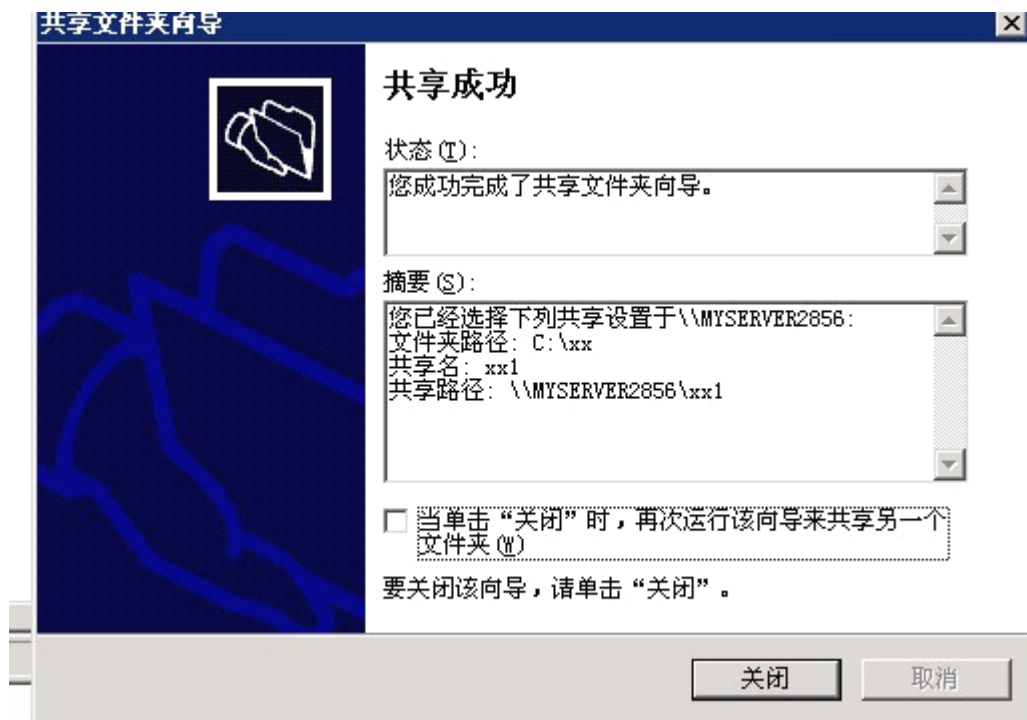 共享文件夹向导
共享成功
状态(T):
您成功完成了共享文件夹向导。
摘要(S):
您已经选择下列共享设置于\\MYSERVER2856:
文件夹路径: C:\xx
共享名: xx1
共享路径: \\MYSERVER2856\xx1
当单击“关闭”时，再次运行该向导来共享另一个
文件夹(W)
要关闭该向导，请单击“关闭”。
关闭
取消